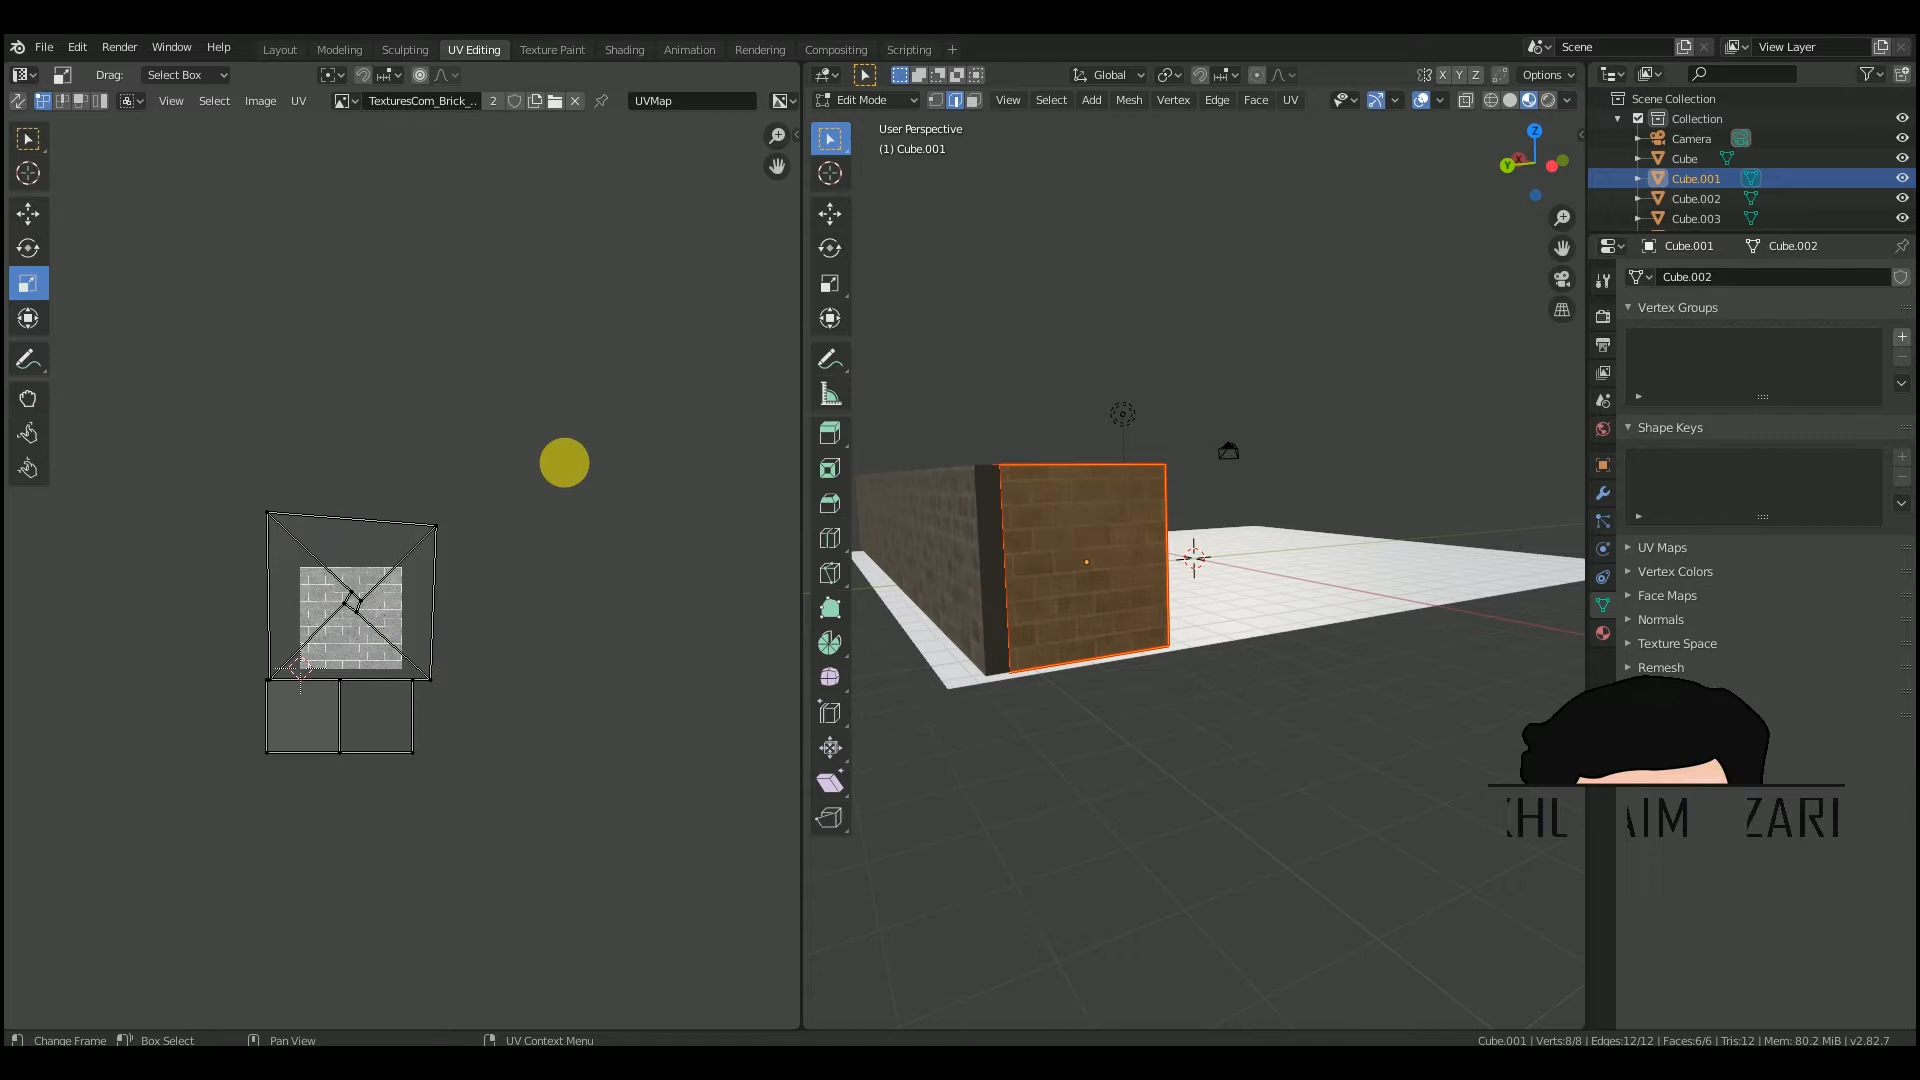 File Edit Render Window Help
Layout Modeling Sculpting UV Editing Texture Paint Shading Animation Rendering Compositing Scripting
Scene View Layer
Drag: Select Box
Global X Y Z Options
View Select Image UV
TexturesCom_Brick_.. 2
UVMap
Edit Mode View Select Add Mesh Vertex Edge Face UV
User Perspective
(1) Cube.001
Z
X
Y
Scene Collection
Collection
Camera
Cube
Cube.001
Cube.002
Cube.003
Cube.001 Cube.002
Cube.002
Vertex Groups
Shape Keys
UV Maps
Vertex Colors
Face Maps
Normals
Texture Space
Remesh
Change Frame Box Select Pan View UV Context Menu
Cube.001 | Verts:8/8 | Edges:12/12 | Faces:6/6 | Tris:12 | Mem: 80.2 MiB | v2.82.7